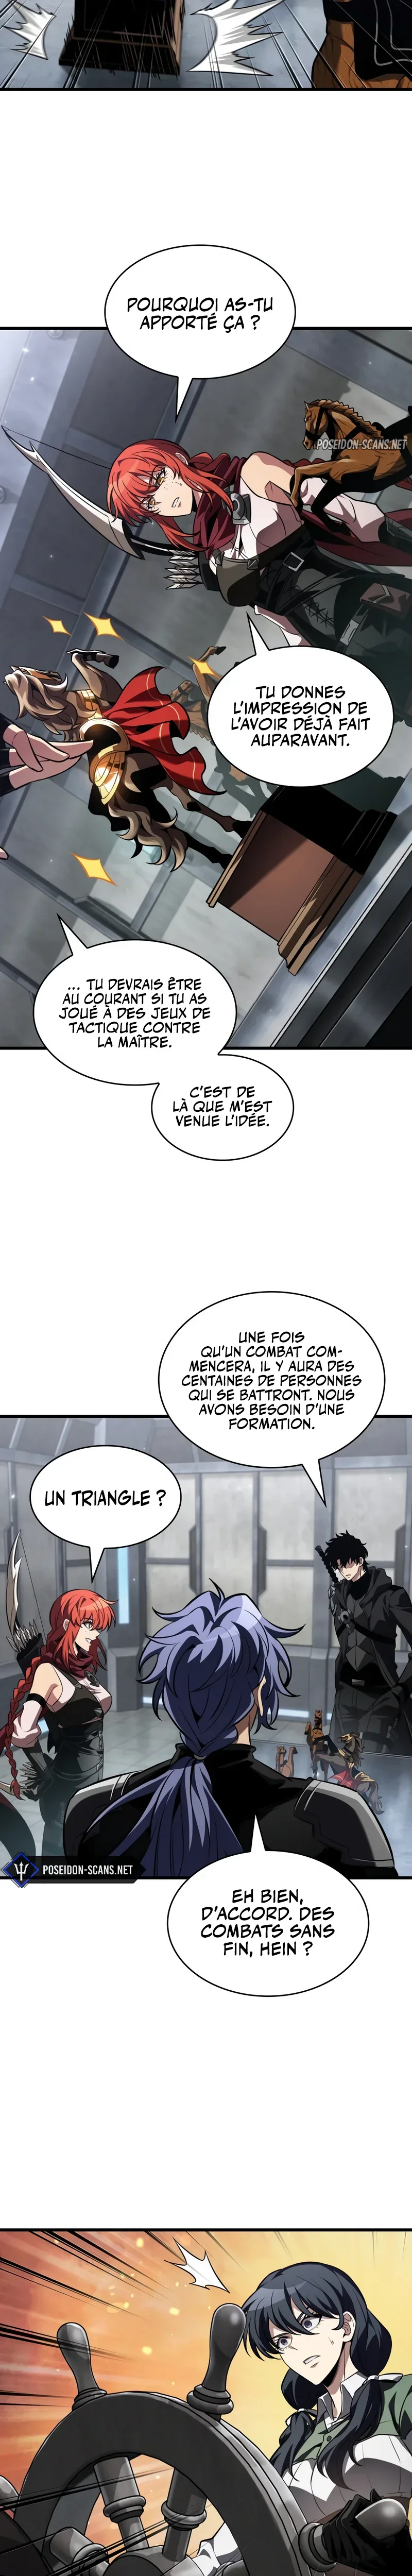 POURQUOI AS-TU
APPORTÉ ÇA ?
POSEIDON-SCANS.NET
TU DONNES
L'IMPRESSION DE
L'AVOIR DÉJÀ FAIT
AUPARAVANT.
... TU DEVRAIS ÊTRE
AU COURANT SI TU AS
JOUÉ À DES JEUX DE
TACTIQUE CONTRE
LA MAÎTRE.
C'EST DE
LÀ QUE M'EST
VENUE L'IDÉE.
UNE FOIS
QU'UN COMBAT COM-
MENCERA, IL Y AURA DES
CENTAINES DE PERSONNES
QUI SE BATTRONT. NOUS
AVONS BESOIN D'UNE
FORMATION.
UN TRIANGLE ?
POSEIDON-SCANS.NET
EH BIEN,
D'ACCORD. DES
COMBATS SANS
FIN, HEIN ?